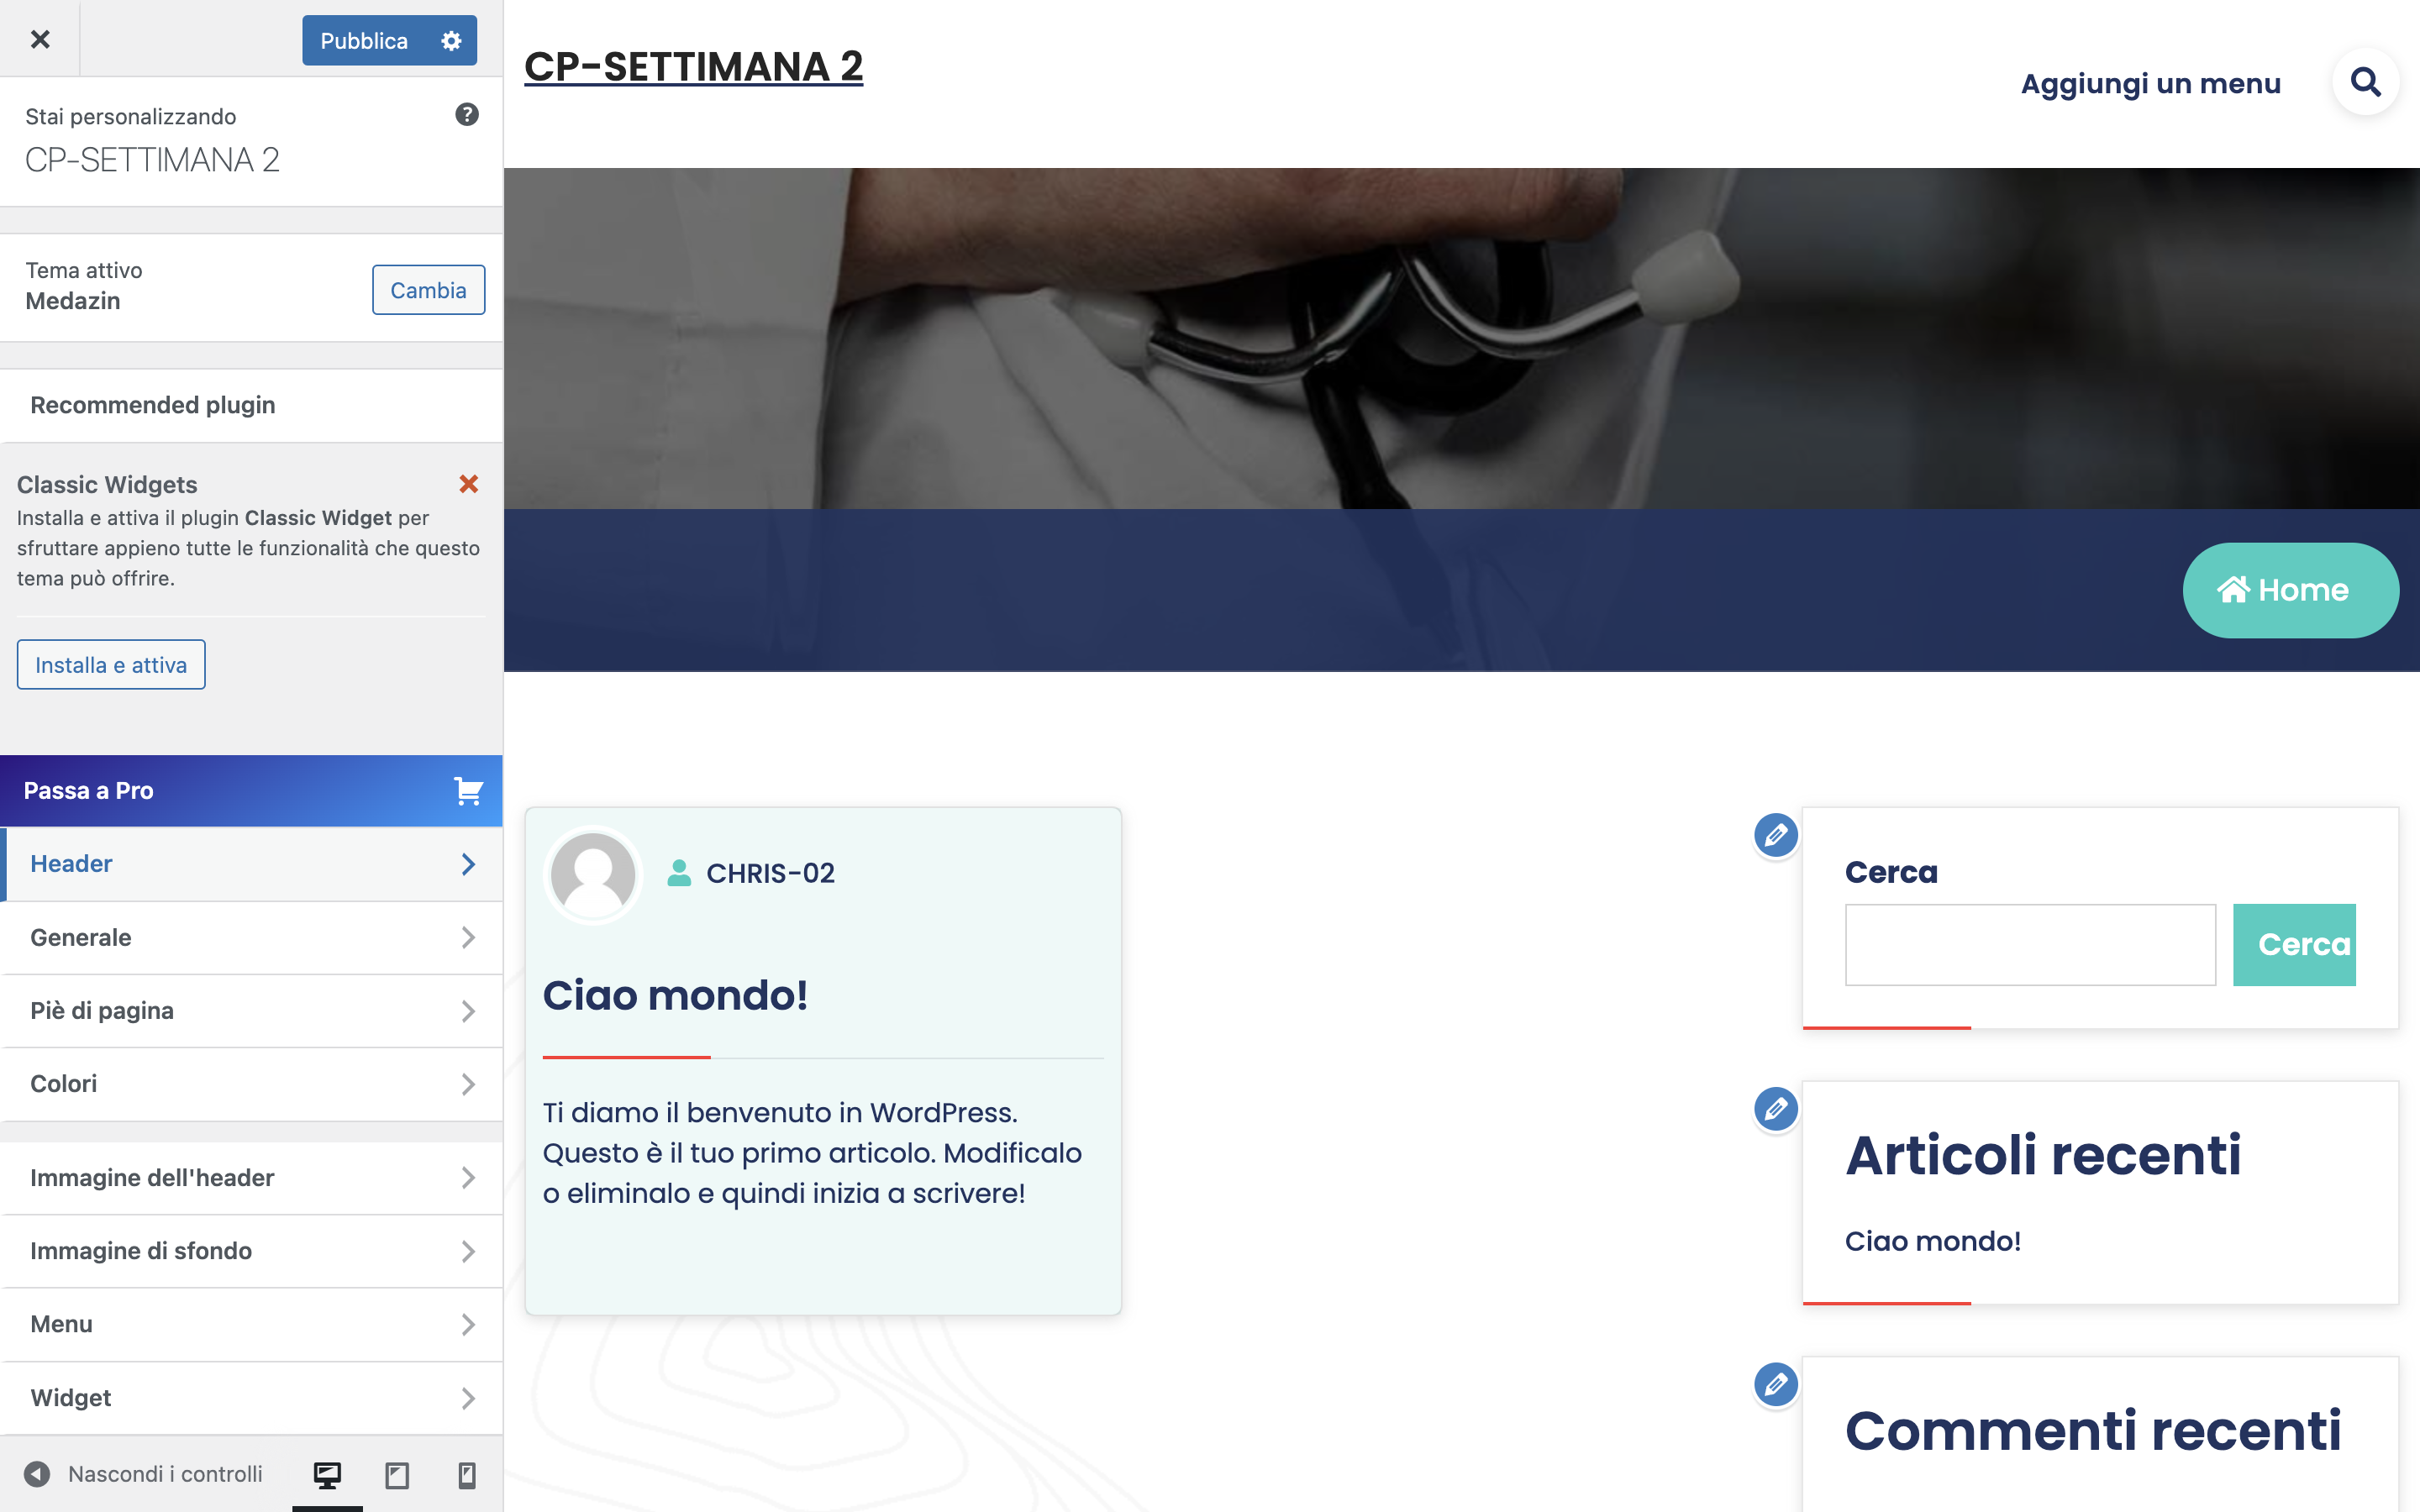 Pubblica
Stai personalizzando
CP-SETTIMANA 2
Tema attivo
Medazin
Cambia
Recommended plugin
Classic Widgets
Installa e attiva il plugin Classic Widget per
sfruttare appieno tutte le funzionalità che questo
tema può offrire.
Installa e attiva
Passa a Pro
Header
Generale
Piè di pagina
Colori
Immagine dell'header
Immagine di sfondo
Menu
Widget
Nascondi i controlli
CP-SETTIMANA 2
Aggiungi un menu
Home
CHRIS-02
Ciao mondo!
Ti diamo il benvenuto in WordPress.
Questo è il tuo primo articolo. Modificalo
o eliminalo e quindi inizia a scrivere!
Cerca
Cerca
Articoli recenti
Ciao mondo!
Commenti recenti